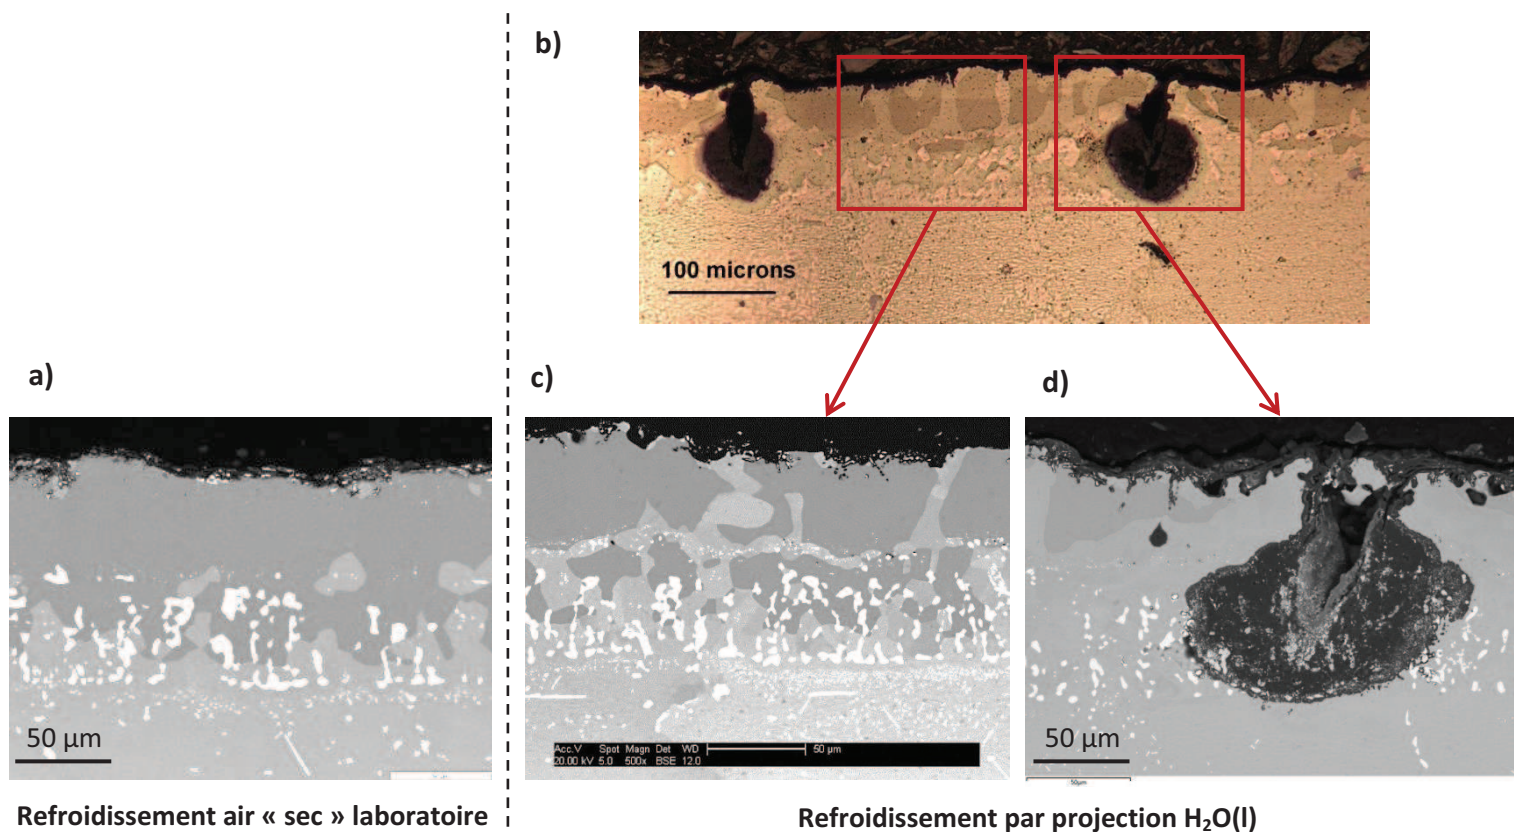 b)
100 microns
a)
c)
d)
50 µm
Acc.V Spot Magn Det WD 50 µm
20.00 kV 5.0 500x BSE 12.0
50 µm
50µm
Refroidissement air « sec » laboratoire
Refroidissement par projection H₂O(l)